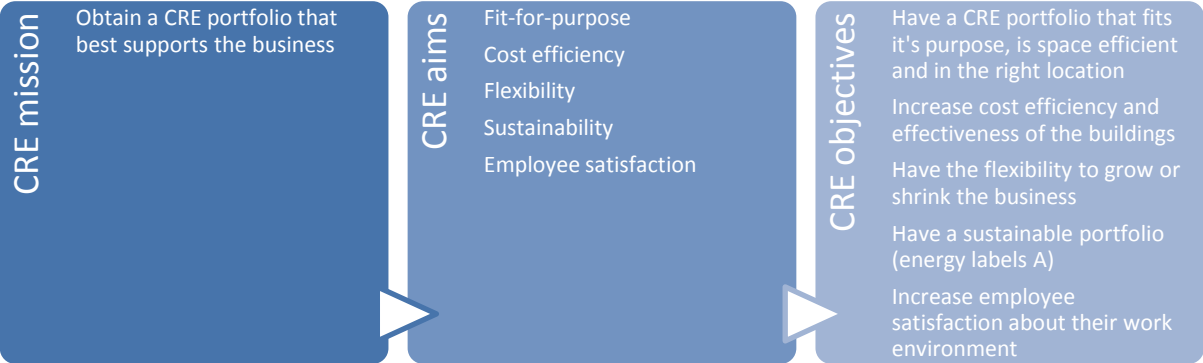 CRE mission
Obtain a CRE portfolio that
best supports the business
CRE aims
Fit-for-purpose
Cost efficiency
Flexibility
Sustainability
Employee satisfaction
CRE objectives
Have a CRE portfolio that fits
it's purpose, is space efficient
and in the right location
Increase cost efficiency and
effectiveness of the buildings
Have the flexibility to grow or
shrink the business
Have a sustainable portfolio
(energy labels A)
Increase employee
satisfaction about their work
environment